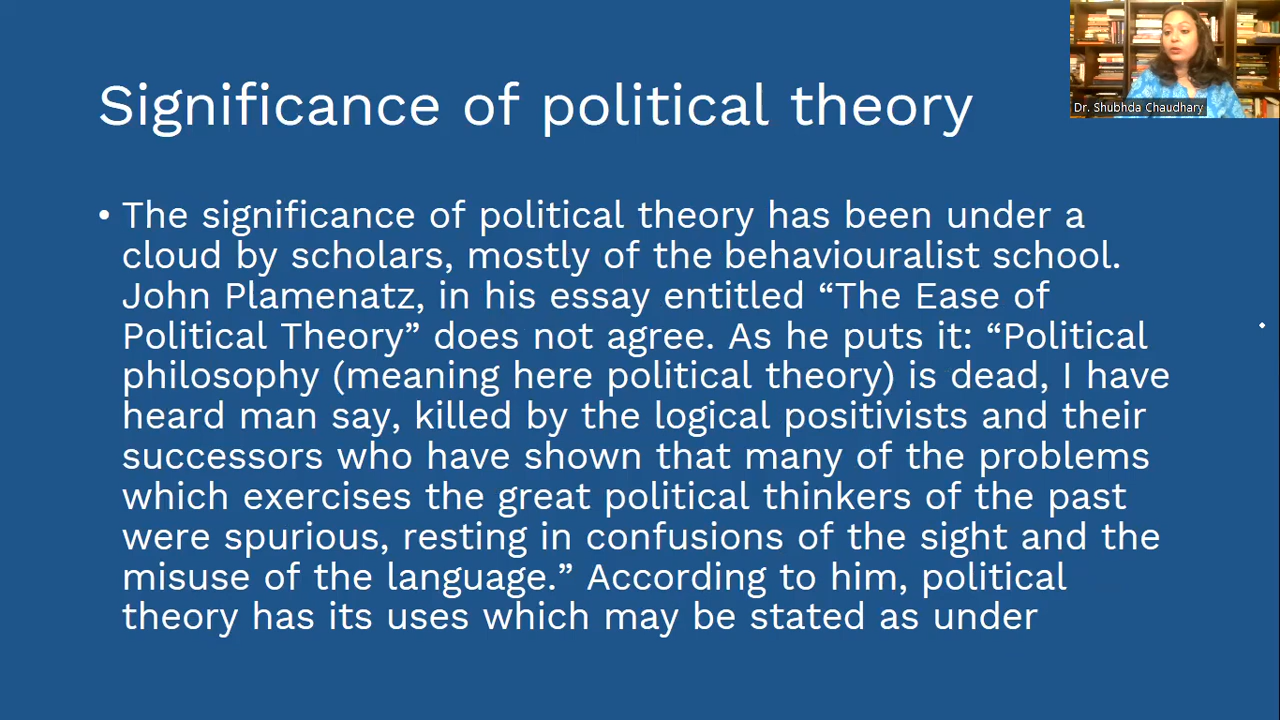 Significance of political theory
Dr. Shubhda Chaudhary
• The significance of political theory has been under a
cloud by scholars, mostly of the behaviouralist school.
John Plamenatz, in his essay entitled “The Ease of
Political Theory” does not agree. As he puts it: “Political
philosophy (meaning here political theory) is dead, I have
heard man say, killed by the logical positivists and their
successors who have shown that many of the problems
which exercises the great political thinkers of the past
were spurious, resting in confusions of the sight and the
misuse of the language.” According to him, political
theory has its uses which may be stated as under